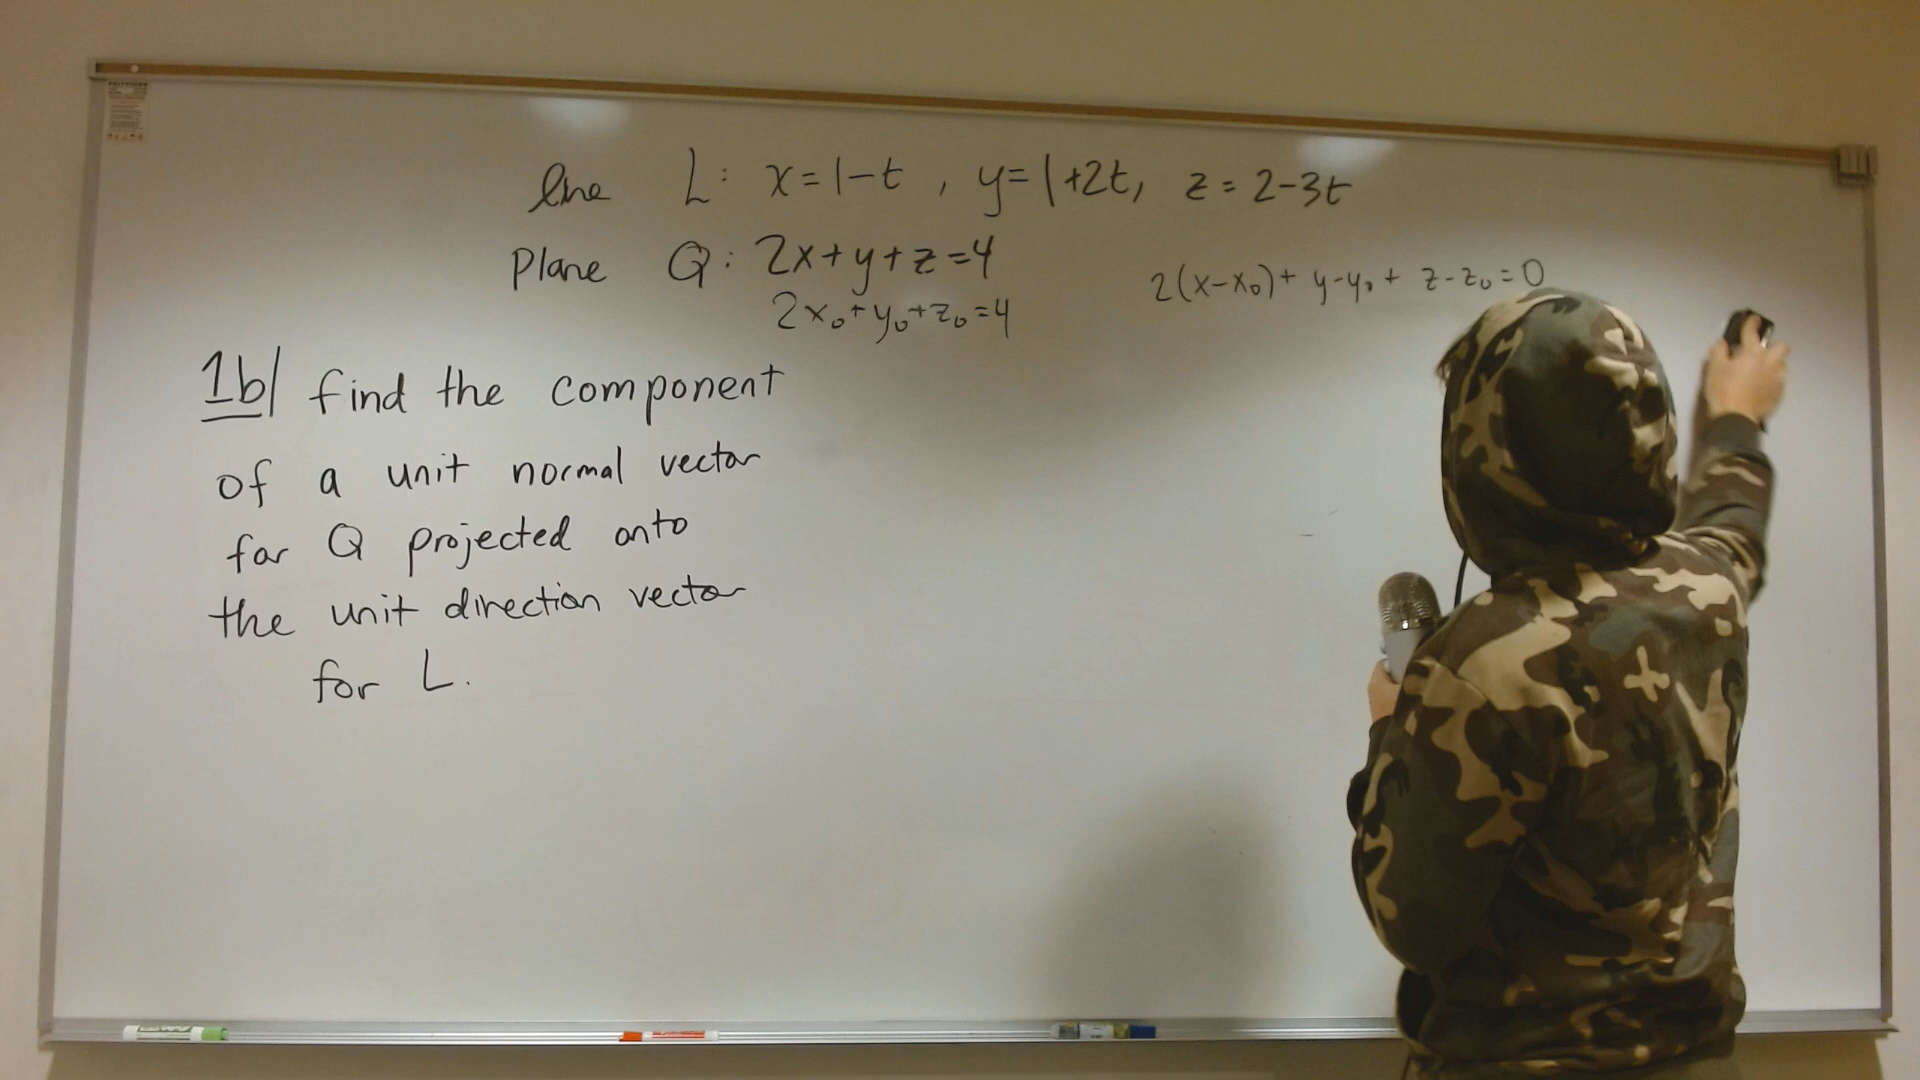 line L: x=1-t, y=1+2t, z=2-3t
Plane Q: 2x+y+z=4
2x₀+y₀+z₀=4
2(x-x₀)+ y-y₀+ z-z₀=0
1b| find the component
of a unit normal vector
for Q projected onto
the unit direction vector
for L.